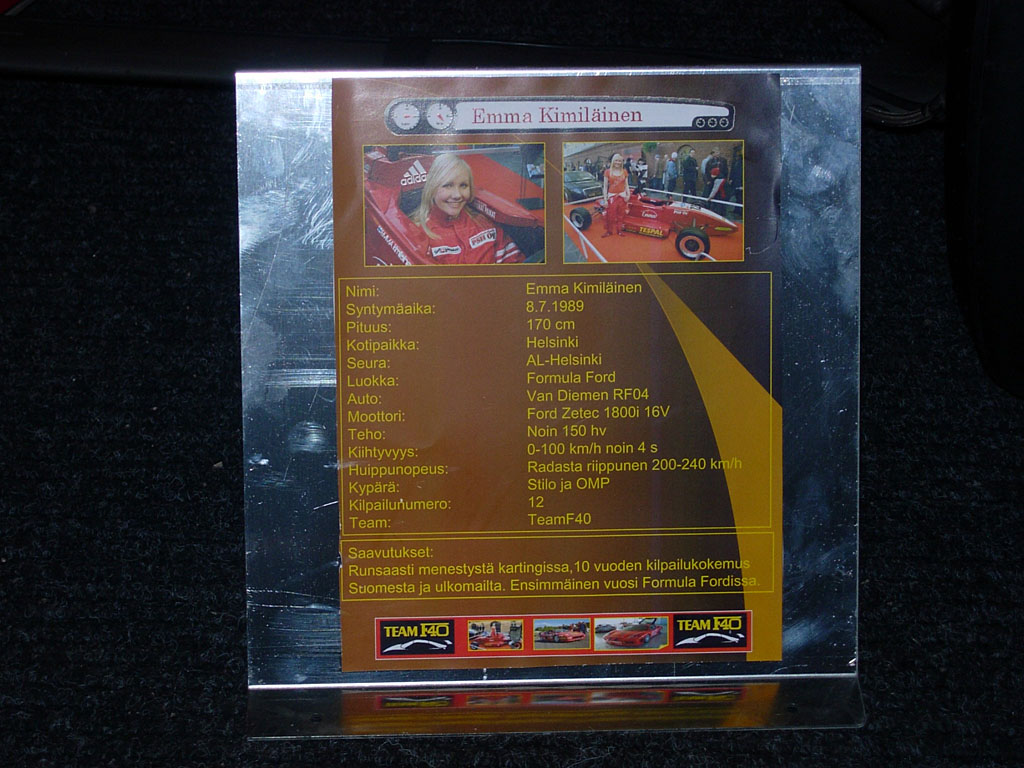 Emma Kimiläinen
adidas
TESPAL
Nimi: Emma Kimiläinen
Syntymäaika: 8.7.1989
Pituus: 170 cm
Kotipaikka: Helsinki
Seura: AL-Helsinki
Luokka: Formula Ford
Auto: Van Diemen RF04
Moottori: Ford Zetec 1800i 16V
Teho: Noin 150 hv
Kiihtyvyys: 0-100 km/h noin 4 s
Huippunopeus: Radasta riippunen 200-240 km/h
Kypärä: Stilo ja OMP
Kilpailunumero: 12
Team: TeamF40
Saavutukset:
Runsaasti menestystä kartingissa,10 vuoden kilpailukokemus
Suomesta ja ulkomailta. Ensimmäinen vuosi Formula Fordissa.
TEAM F40 TEAM F40